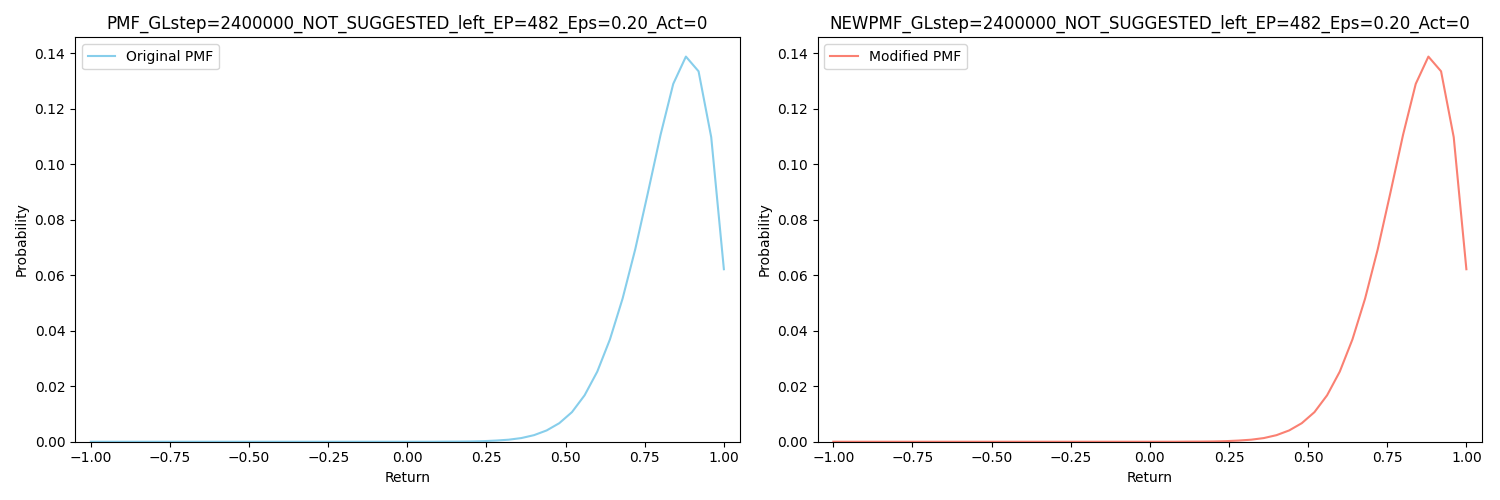 PMF_GLstep=2400000_NOT_SUGGESTED_left_EP=482_Eps=0.20_Act=0
Original PMF
0.14
0.12
0.10
0.08
0.06
0.04
0.02
0.00
Probability
−1.00 −0.75 −0.50 −0.25 0.00 0.25 0.50 0.75 1.00
Return
NEWPMF_GLstep=2400000_NOT_SUGGESTED_left_EP=482_Eps=0.20_Act=0
Modified PMF
0.14
0.12
0.10
0.08
0.06
0.04
0.02
0.00
Probability
−1.00 −0.75 −0.50 −0.25 0.00 0.25 0.50 0.75 1.00
Return